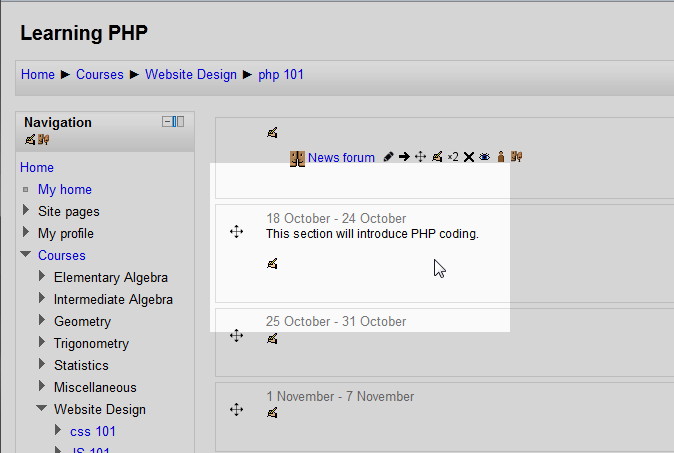 Learning PHP
Home ► Courses ► Website Design ► php 101
Navigation
Home
My home
Site pages
My profile
Courses
Elementary Algebra
Intermediate Algebra
Geometry
Trigonometry
Statistics
Miscellaneous
Website Design
css 101
JS 101
News forum ×2
18 October - 24 October
This section will introduce PHP coding.
25 October - 31 October
1 November - 7 November